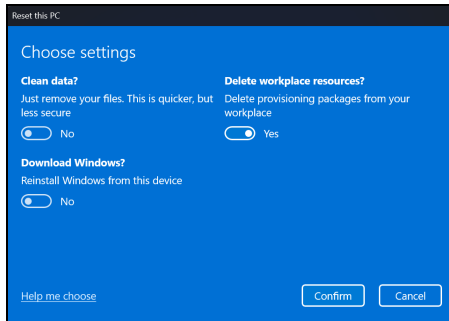 Reset this PC
Choose settings
Clean data?
Just remove your files. This is quicker, but
less secure
No
Delete workplace resources?
Delete provisioning packages from your
workplace
Yes
Download Windows?
Reinstall Windows from this device
No
Help me choose
Confirm
Cancel